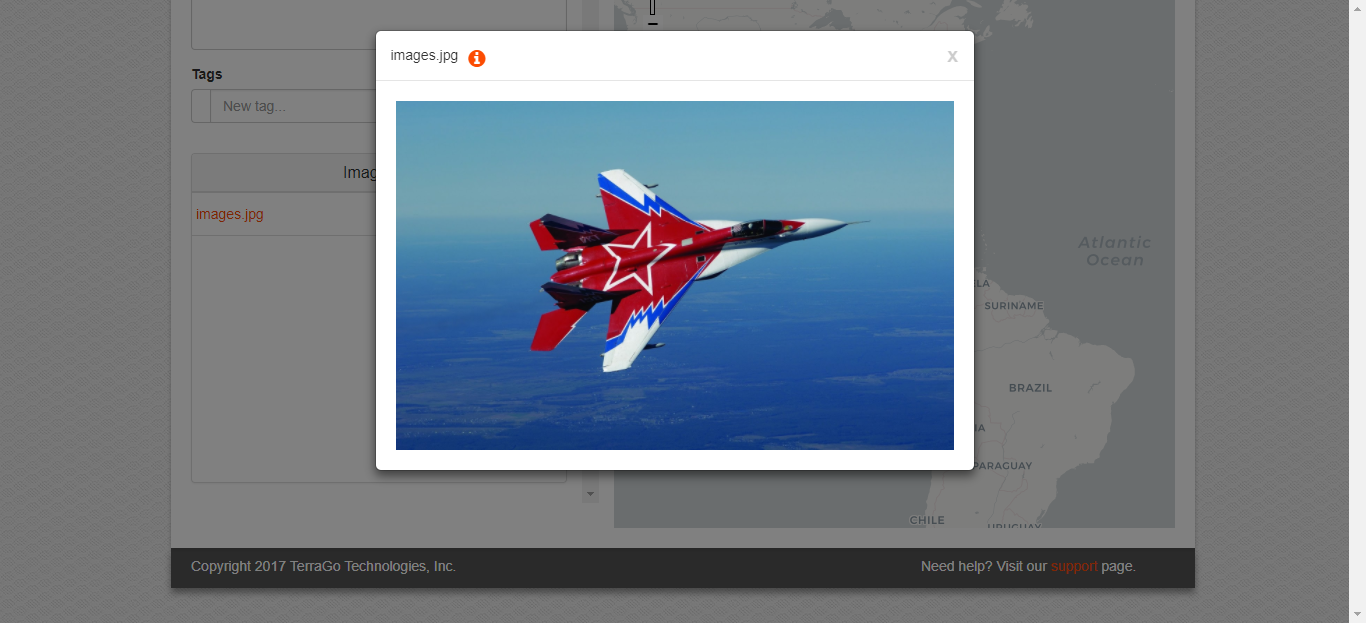 images.jpg
x
Tags
New tag...
Imag
images.jpg
Atlantic
Ocean
LA
SURINAME
BRAZIL
IA
PARAGUAY
CHILE
URUGUAY
Copyright 2017 TerraGo Technologies, Inc.
Need help? Visit our support page.